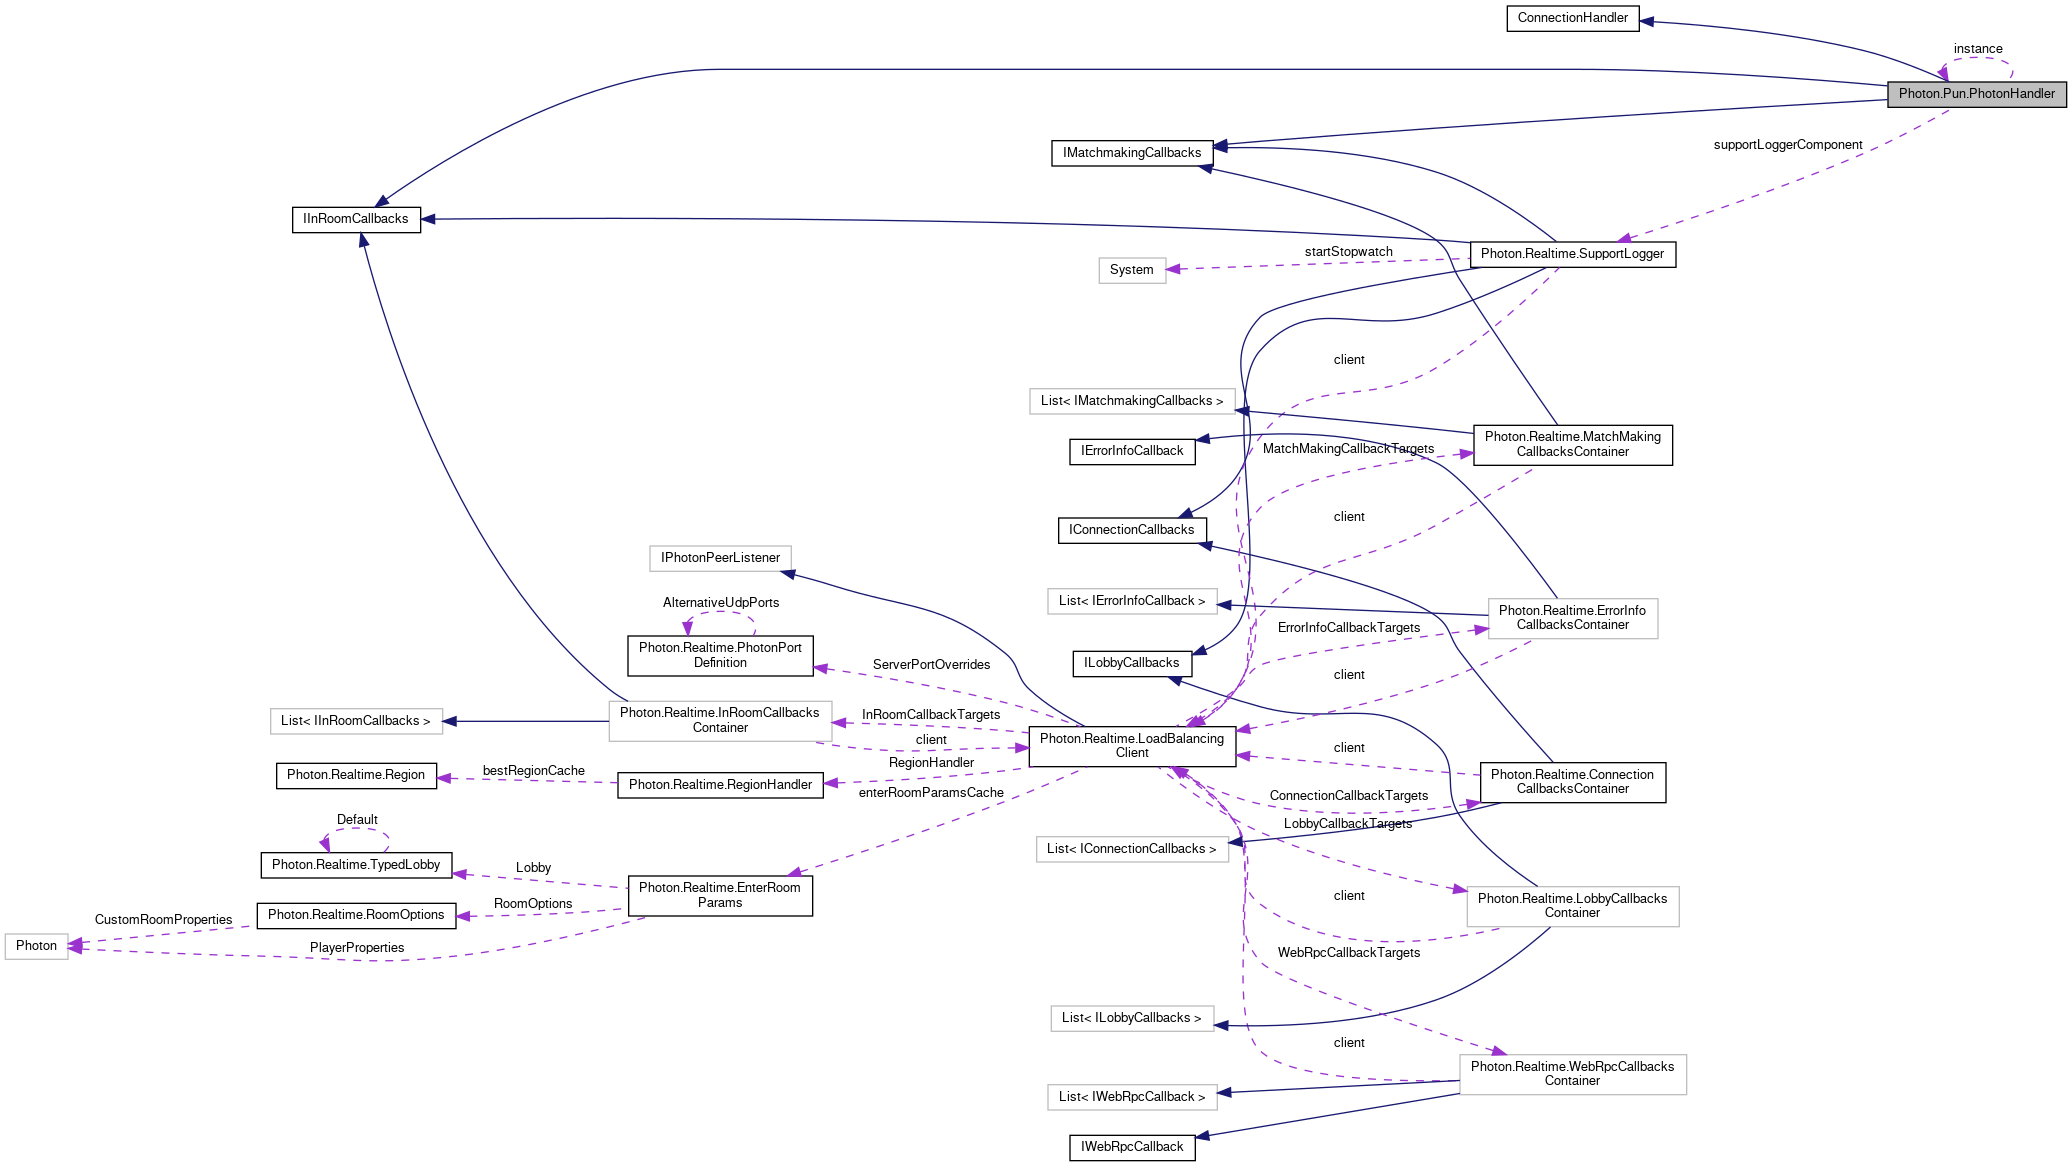 ConnectionHandler
instance
Photon.Pun.PhotonHandler
IMatchmakingCallbacks
supportLoggerComponent
IInRoomCallbacks
Photon.Realtime.SupportLogger
startStopwatch
System
client
List< IMatchmakingCallbacks >
Photon.Realtime.MatchMaking
CallbacksContainer
IErrorInfoCallback
MatchMakingCallbackTargets
client
IConnectionCallbacks
IPhotonPeerListener
AlternativeUdpPorts
List< IErrorInfoCallback >
Photon.Realtime.ErrorInfo
CallbacksContainer
ErrorInfoCallbackTargets
Photon.Realtime.PhotonPort
Definition
ServerPortOverrides
ILobbyCallbacks
client
List< IInRoomCallbacks >
Photon.Realtime.InRoomCallbacks
Container
InRoomCallbackTargets
client
Photon.Realtime.LoadBalancing
Client
client
RegionHandler
Photon.Realtime.Region
bestRegionCache
Photon.Realtime.RegionHandler
enterRoomParamsCache
Photon.Realtime.Connection
CallbacksContainer
ConnectionCallbackTargets
Default
LobbyCallbackTargets
List< IConnectionCallbacks >
Photon.Realtime.TypedLobby
Lobby
Photon.Realtime.EnterRoom
Params
client
Photon.Realtime.LobbyCallbacks
Container
RoomOptions
Photon.Realtime.RoomOptions
CustomRoomProperties
Photon
PlayerProperties
WebRpcCallbackTargets
List< ILobbyCallbacks >
client
Photon.Realtime.WebRpcCallbacks
Container
List< IWebRpcCallback >
IWebRpcCallback